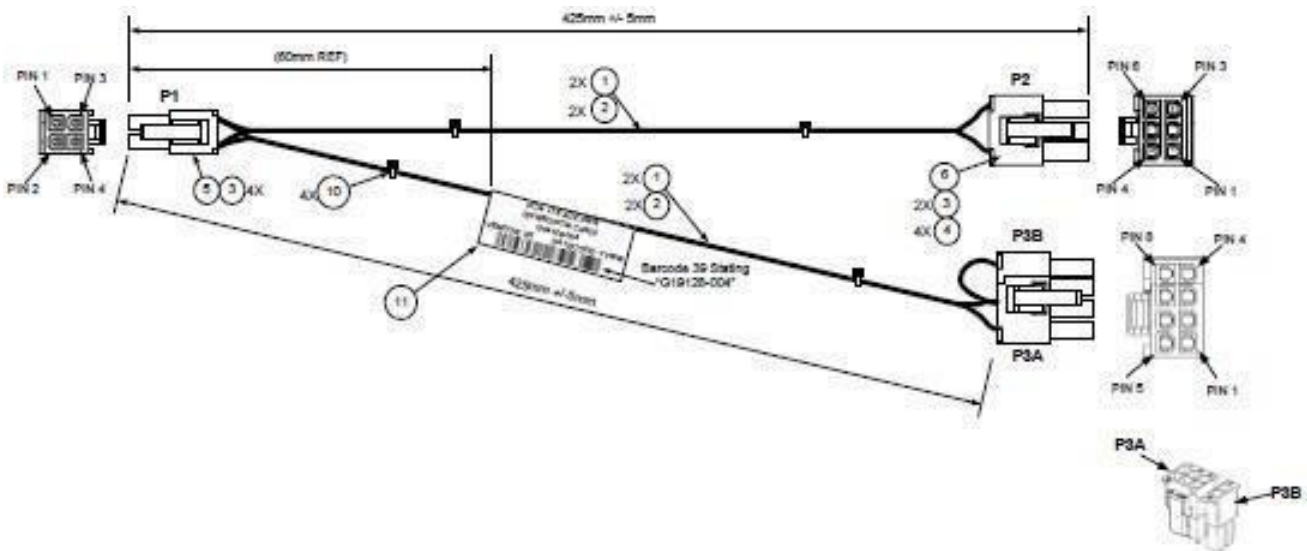 425mm +/- 5mm
(60mm REF)
PIN 1
PIN 3
P1
PIN 2
PIN 4
5
3
4X
4X
10
2X
1
2X
2
P2
PIN 6
PIN 3
PIN 4
PIN 1
6
2X
3
4X
4
2X
1
2X
2
P3B
P3A
PIN 8
PIN 4
PIN 5
PIN 1
Barcode 39 Stating
"G19128-004"
11
425mm +/-5mm
P3A
P3B